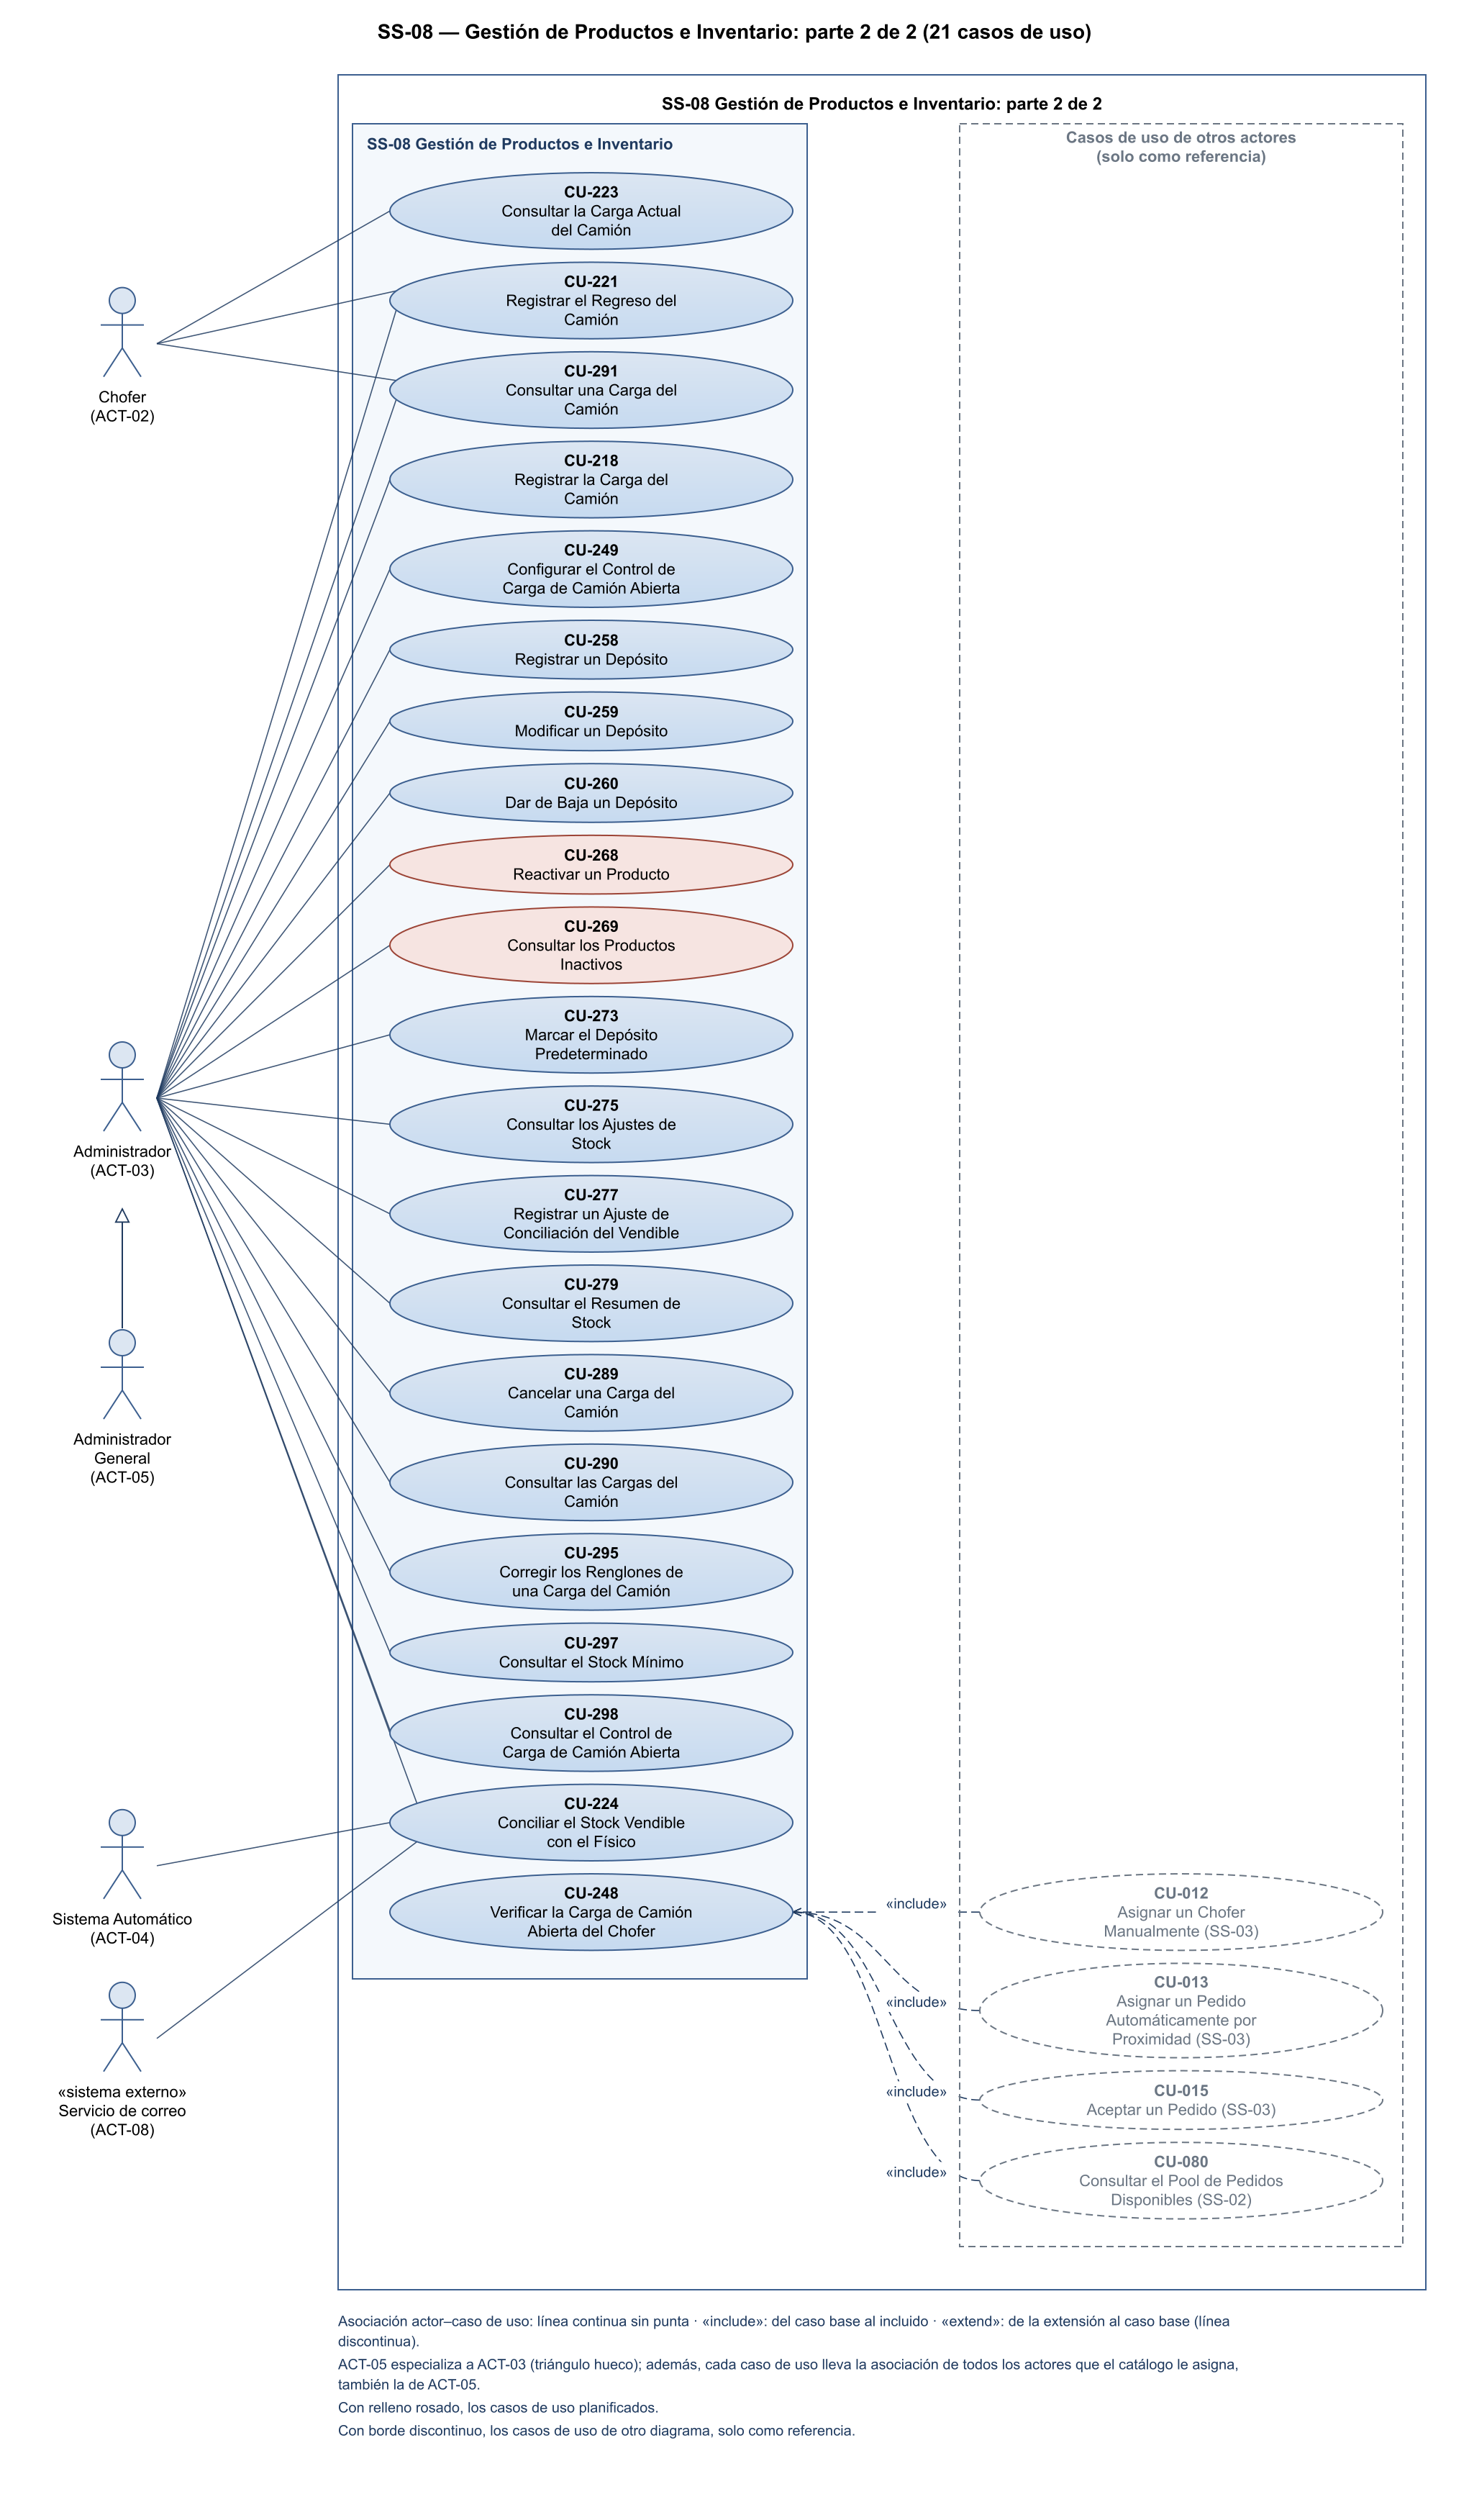 SS-08 — Gestión de Productos e Inventario: parte 2 de 2 (21 casos de uso)
SS-08 Gestión de Productos e Inventario: parte 2 de 2
SS-08 Gestión de Productos e Inventario
Casos de uso de otros actores
(solo como referencia)
CU-223
Consultar la Carga Actual
del Camión
CU-221
Registrar el Regreso del
Camión
CU-291
Consultar una Carga del
Camión
Chofer
(ACT-02)
CU-218
Registrar la Carga del
Camión
CU-249
Configurar el Control de
Carga de Camión Abierta
CU-258
Registrar un Depósito
CU-259
Modificar un Depósito
CU-260
Dar de Baja un Depósito
CU-268
Reactivar un Producto
CU-269
Consultar los Productos
Inactivos
CU-273
Marcar el Depósito
Predeterminado
CU-275
Consultar los Ajustes de
Stock
Administrador
(ACT-03)
CU-277
Registrar un Ajuste de
Conciliación del Vendible
CU-279
Consultar el Resumen de
Stock
CU-289
Cancelar una Carga del
Camión
Administrador
General
(ACT-05)
CU-290
Consultar las Cargas del
Camión
CU-295
Corregir los Renglones de
una Carga del Camión
CU-297
Consultar el Stock Mínimo
CU-298
Consultar el Control de
Carga de Camión Abierta
CU-224
Conciliar el Stock Vendible
con el Físico
Sistema Automático
(ACT-04)
CU-248
Verificar la Carga de Camión
Abierta del Chofer
«include»
CU-012
Asignar un Chofer
Manualmente (SS-03)
«include»
CU-013
Asignar un Pedido
Automáticamente por
Proximidad (SS-03)
«sistema externo»
Servicio de correo
(ACT-08)
«include»
CU-015
Aceptar un Pedido (SS-03)
«include»
CU-080
Consultar el Pool de Pedidos
Disponibles (SS-02)
Asociación actor–caso de uso: línea continua sin punta · «include»: del caso base al incluido · «extend»: de la extensión al caso base (línea
discontinua).
ACT-05 especializa a ACT-03 (triángulo hueco); además, cada caso de uso lleva la asociación de todos los actores que el catálogo le asigna,
también la de ACT-05.
Con relleno rosado, los casos de uso planificados.
Con borde discontinuo, los casos de uso de otro diagrama, solo como referencia.